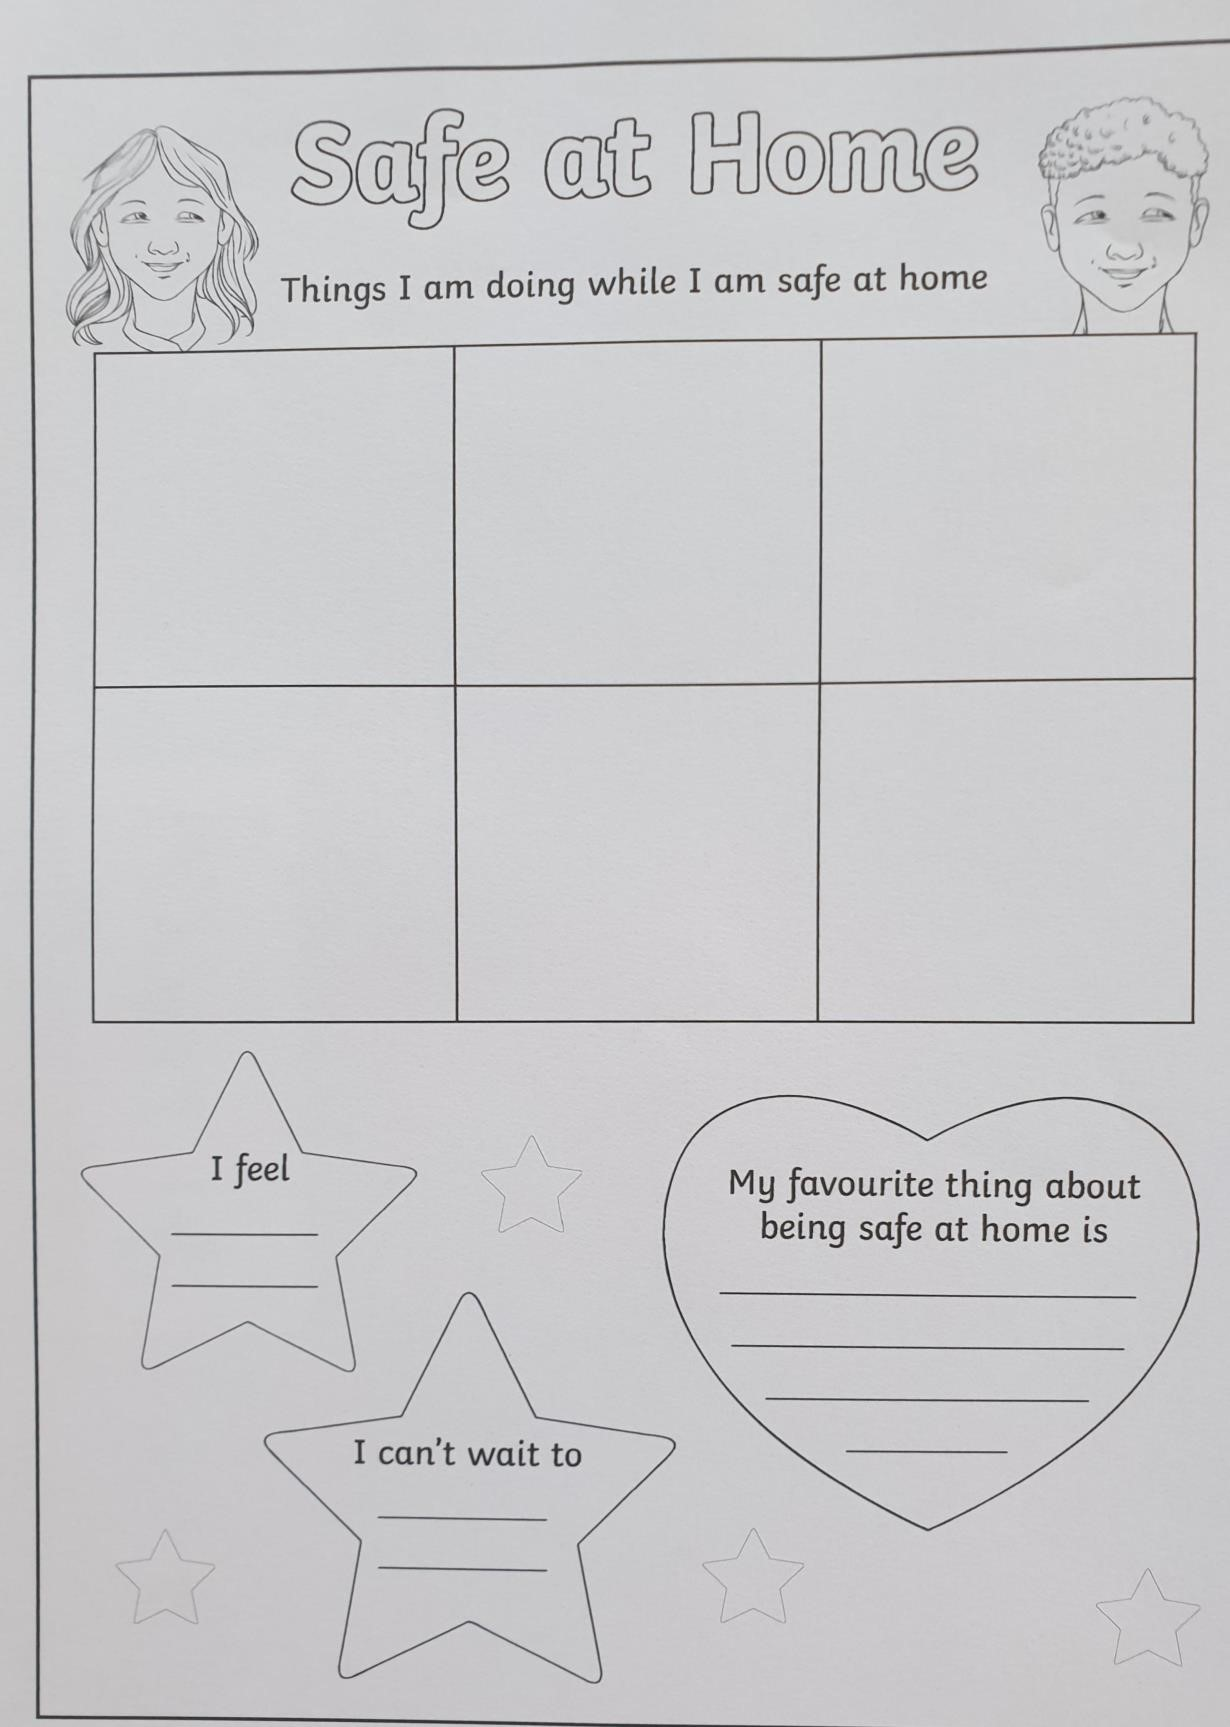 Safe at Home
Things I am doing while I am safe at home
I feel
My favourite thing about
being safe at home is
I can't wait to